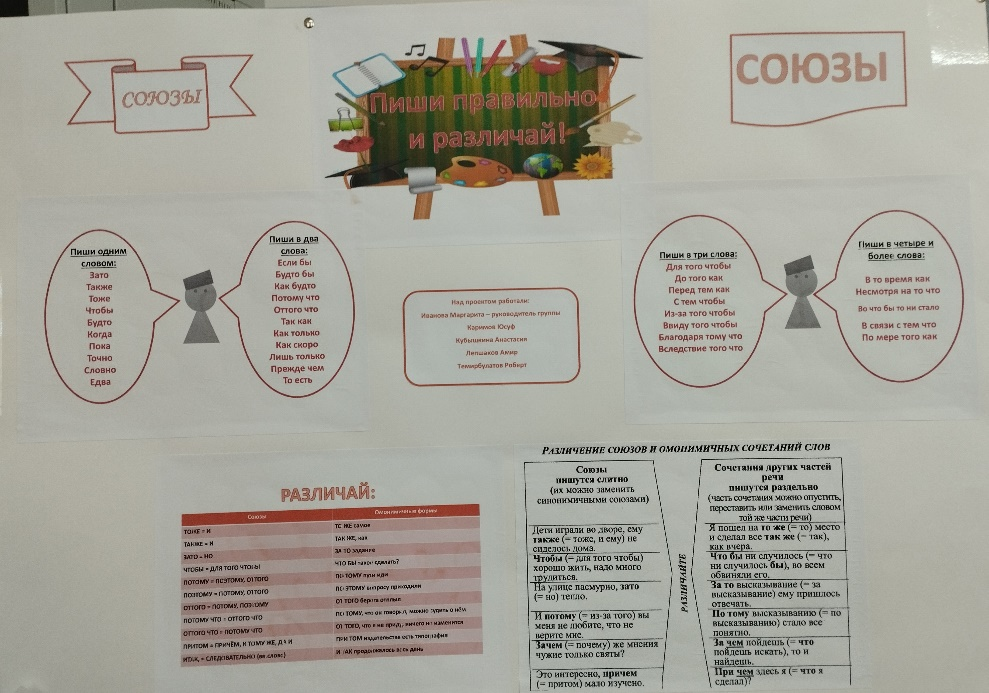 СОЮЗЫ
Пиши правильно
и различай!
СОЮЗЫ
Пиши одним
словом:
Зато
Также
Тоже
Чтобы
Будто
Когда
Пока
Точно
Словно
Едва
Пиши в два
слова:
Если бы
Будто бы
Как будто
Потому что
Оттого что
Так как
Как только
Как скоро
Лишь только
Прежде чем
То есть
Над проектом работали:
Иванова Маргарита – руководитель группы
Каримов Юсуф
Кубышкина Анастасия
Лепшаков Амир
Темирбулатов Роберт
Пиши в три слова:
Для того чтобы
До того как
Перед тем как
С тем чтобы
Из-за того чтобы
Ввиду того чтобы
Благодаря тому что
Вследствие того что
Пиши в четыре и
более слова:
В то время как
Несмотря на то что
Во что бы то ни стало
В связи с тем что
По мере того как
РАЗЛИЧАЙ:
Союзы Омонимичные формы
ТОЖЕ = И ТО ЖЕ самое
ТАКЖЕ = И ТАК ЖЕ, как
ЗАТО = НО ЗА ТО задание
ЧТОБЫ = ДЛЯ ТОГО ЧТОБЫ ЧТО БЫ такое сделать?
ПОТОМУ = ПОЭТОМУ, ОТТОГО ПО ТОМУ пути иди
ПОЭТОМУ = ПОТОМУ, ОТТОГО ПО ЭТОМУ вопросу приходили
ОТТОГО = ПОТОМУ, ПОЭТОМУ ОТ ТОГО берега отплыл
ПОТОМУ ЧТО = ОТТОГО ЧТО ПО ТОМУ, что он говорил, можно судить о нём
ОТТОГО ЧТО = ПОТОМУ ЧТО ОТ ТОГО, что я не приду, ничего не изменится
ПРИТОМ = ПРИЧЁМ, К ТОМУ ЖЕ, ДА И ПРИ ТОМ издательстве есть типография
ИТАК, = СЛЕДОВАТЕЛЬНО (вв слово) И ТАК продолжалось весь день
РАЗЛИЧЕНИЕ СОЮЗОВ И ОМОНИМИЧНЫХ СОЧЕТАНИЙ СЛОВ
Союзы
пишутся слитно
(их можно заменить
синонимичными союзами)
Дети играли во дворе, ему
также (= тоже, и ему) не
сиделось дома.
Чтобы (= для того чтобы)
хорошо жить, надо много
трудиться.
На улице пасмурно, зато
(= но) тепло.
И потому (= из-за того) вы
меня не любите, что не
верите мне.
Зачем (= почему) же мнения
чужие только святы?
Это интересно, причем
(= притом) мало изучено.
РАЗЛИЧАЙТЕ
Сочетания других частей
речи
пишутся раздельно
(часть сочетания можно опустить,
переставить или заменить словом
той же части речи)
Я пошел на то же (= то) место
и сделал все так же (= так),
как вчера.
Что бы ни случилось (= что
ни случилось бы), во всем
обвиняли его.
За то высказывание (= за
высказывание) ему пришлось
отвечать.
По тому высказыванию (= по
высказыванию) стало все
понятно.
За чем пойдешь (= что
пойдешь искать), то и
найдешь.
При чем здесь я (= что я
сделал)?